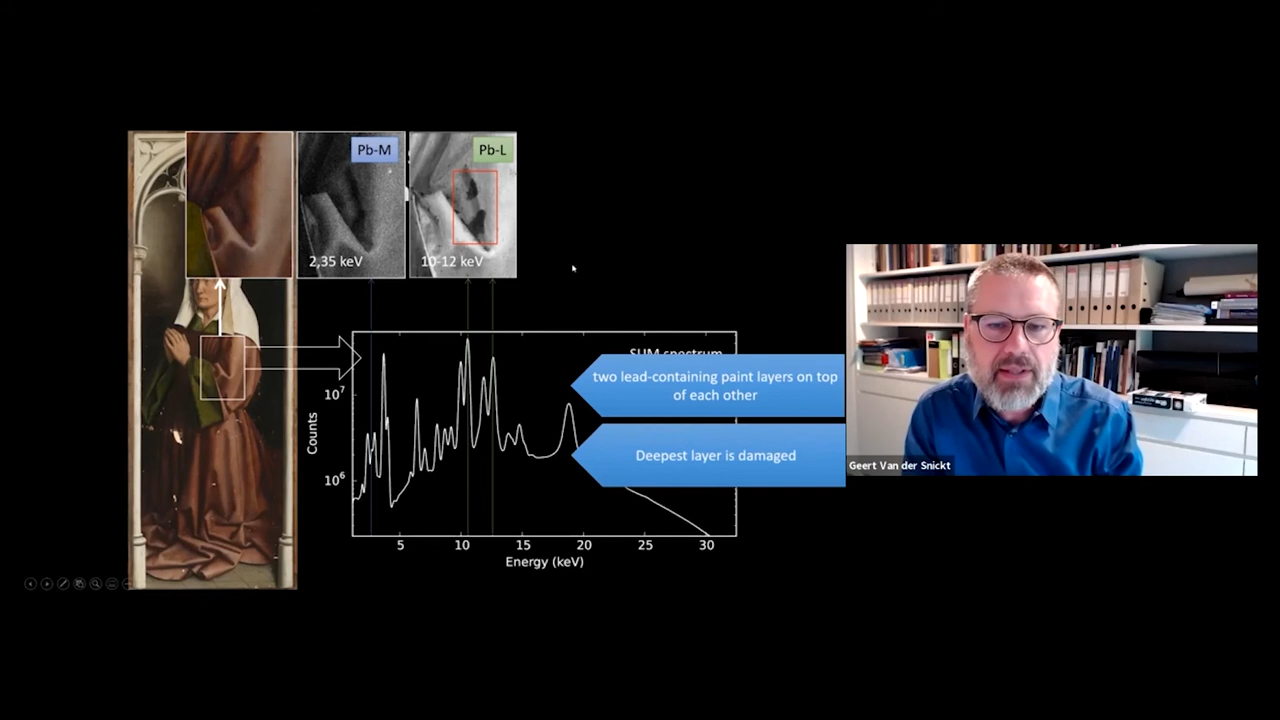 Pb-M
Pb-L
2,35 keV
10-12 keV
SUM spectrum
two lead-containing paint layers on top
of each other
Deepest layer is damaged
10⁷
10⁶
Counts
5 10 15 20 25 30
Energy (keV)
Geert Van der Snickt